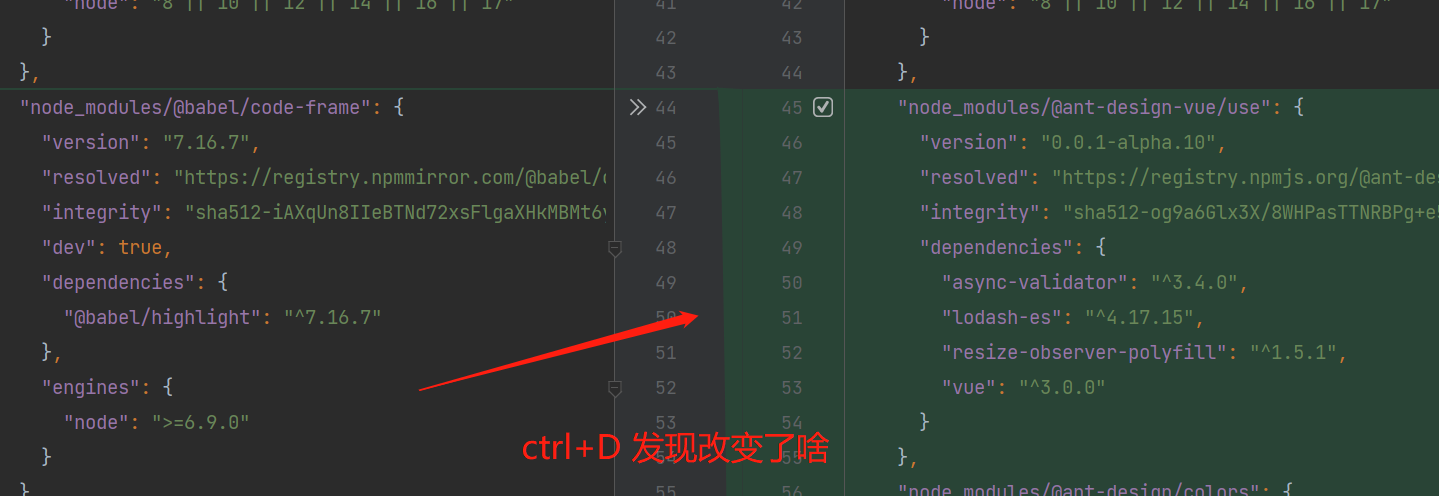 "node": "8 || 10 || 12 || 14 || 16 || 17"
}
},
"node_modules/@babel/code-frame": {
"version": "7.16.7",
"resolved": "https://registry.npmmirror.com/@babel/
"integrity": "sha512-iAXqUn8IIeBTNd72xsFlgaXHkMBMt6
"dev": true,
"dependencies": {
"@babel/highlight": "^7.16.7"
},
"engines": {
"node": ">=6.9.0"
}
}
41
42
43
44
45
46
47
48
49
50
51
52
53
54
55
42
43
44
45
46
47
48
49
50
51
52
53
54
55
56
"node": "8 || 10 || 12 || 14 || 16 || 17"
}
},
"node_modules/@ant-design-vue/use": {
"version": "0.0.1-alpha.10",
"resolved": "https://registry.npmjs.org/@ant-des
"integrity": "sha512-og9a6Glx3X/8WHPasTTNRBPg+e
"dependencies": {
"async-validator": "^3.4.0",
"lodash-es": "^4.17.15",
"resize-observer-polyfill": "^1.5.1",
"vue": "^3.0.0"
}
},
"node_modules/@ant-design/colors": {
ctrl+D 发现改变了啥